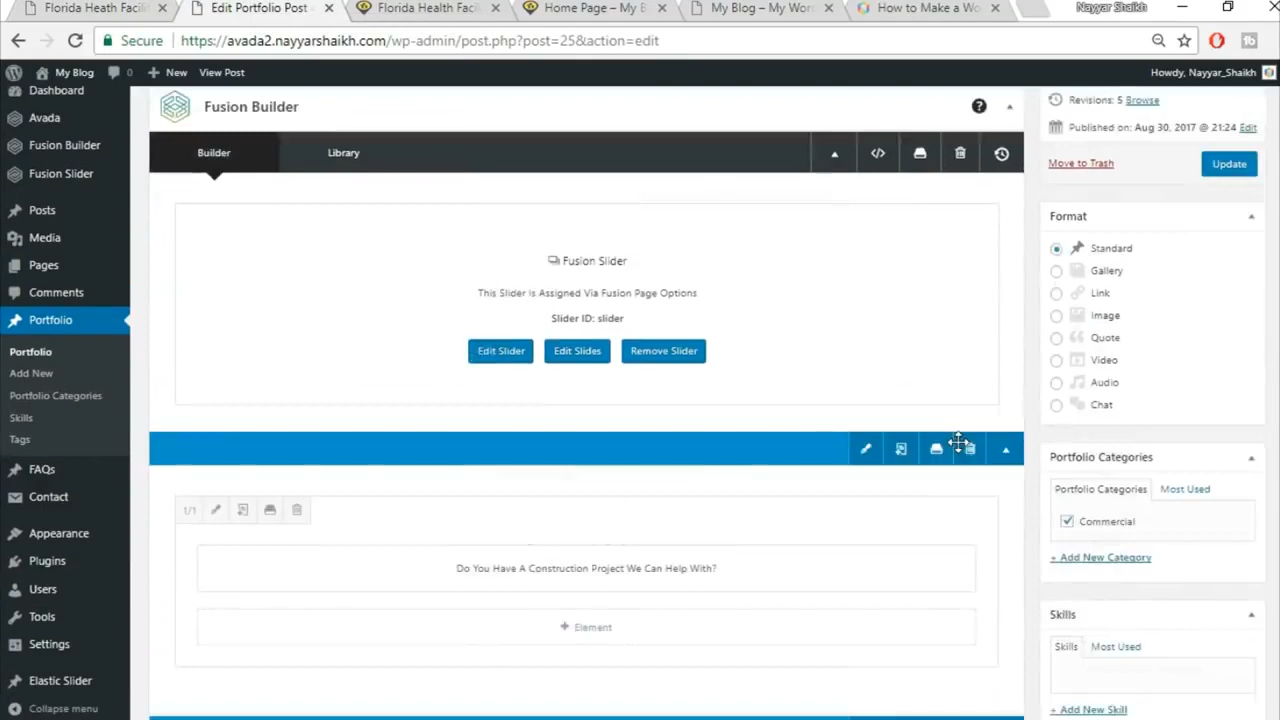 Florida Heath Facili
Edit Portfolio Post -
Florida Health Faci
Home Page – My B
My Blog – My Wor
How to Make a Wo
Nayyar Shaikh
Secure
https://avada2.nayyarshaikh.com/wp-admin/post.php?post=25&action=edit
My Blog
0
New
View Post
Howdy, Nayyar_Shaikh
Dashboard
Avada
Fusion Builder
Fusion Slider
Posts
Media
Pages
Comments
Portfolio
Portfolio
Add New
Portfolio Categories
Skills
Tags
FAQs
Contact
Appearance
Plugins
Users
Tools
Settings
Elastic Slider
Collapse menu
Fusion Builder
Builder
Library
Fusion Slider
This Slider Is Assigned Via Fusion Page Options
Slider ID: slider
Edit Slider
Edit Slides
Remove Slider
1/1
Do You Have A Construction Project We Can Help With?
+ Element
Revisions: 5 Browse
Published on: Aug 30, 2017 @ 21:24 Edit
Move to Trash
Update
Format
Standard
Gallery
Link
Image
Quote
Video
Audio
Chat
Portfolio Categories
Portfolio Categories
Most Used
Commercial
+ Add New Category
Skills
Skills
Most Used
+ Add New Skill